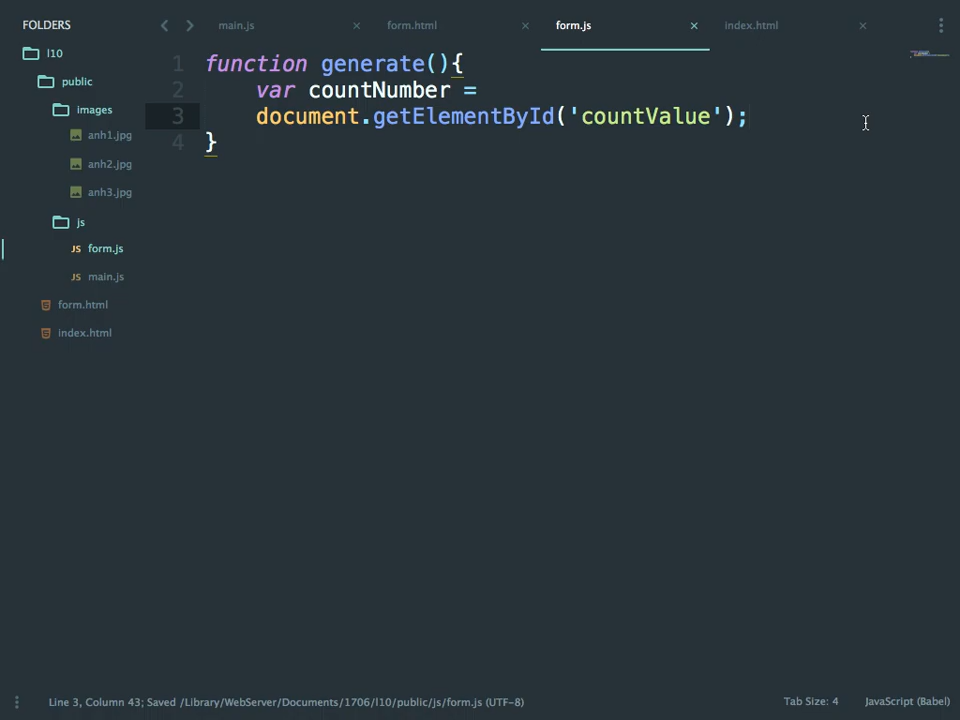 FOLDERS
l10
public
images
anh1.jpg
anh2.jpg
anh3.jpg
js
JS form.js
JS main.js
form.html
index.html
main.js ×
form.html ×
form.js ×
index.html ×
1 function generate(){
2 var countNumber =
3 document.getElementById('countValue');
4 }
Line 3, Column 43; Saved /Library/WebServer/Documents/1706/l10/public/js/form.js (UTF-8)
Tab Size: 4
JavaScript (Babel)